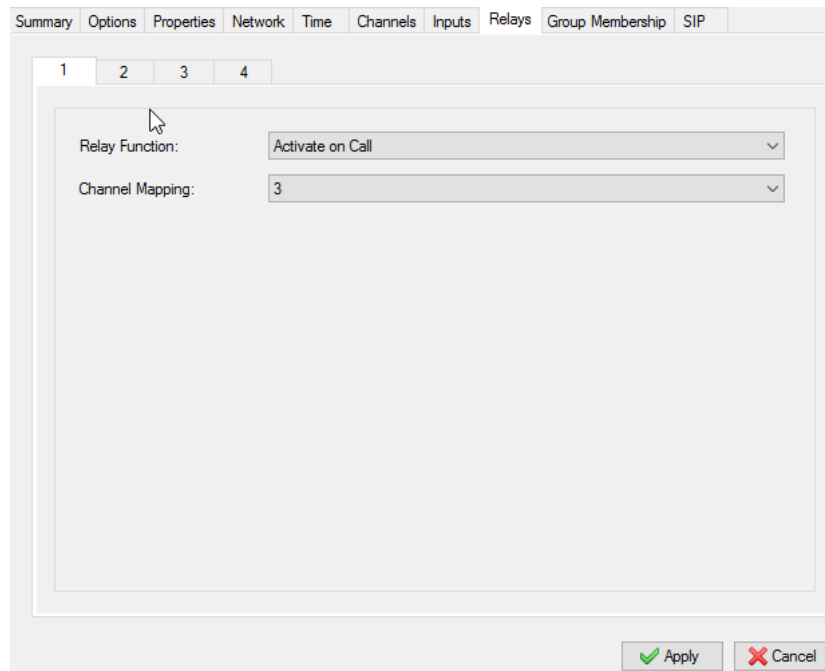 Summary Options Properties Network Time Channels Inputs Relays Group Membership SIP
1 2 3 4
Relay Function: Activate on Call
Channel Mapping: 3
Apply Cancel